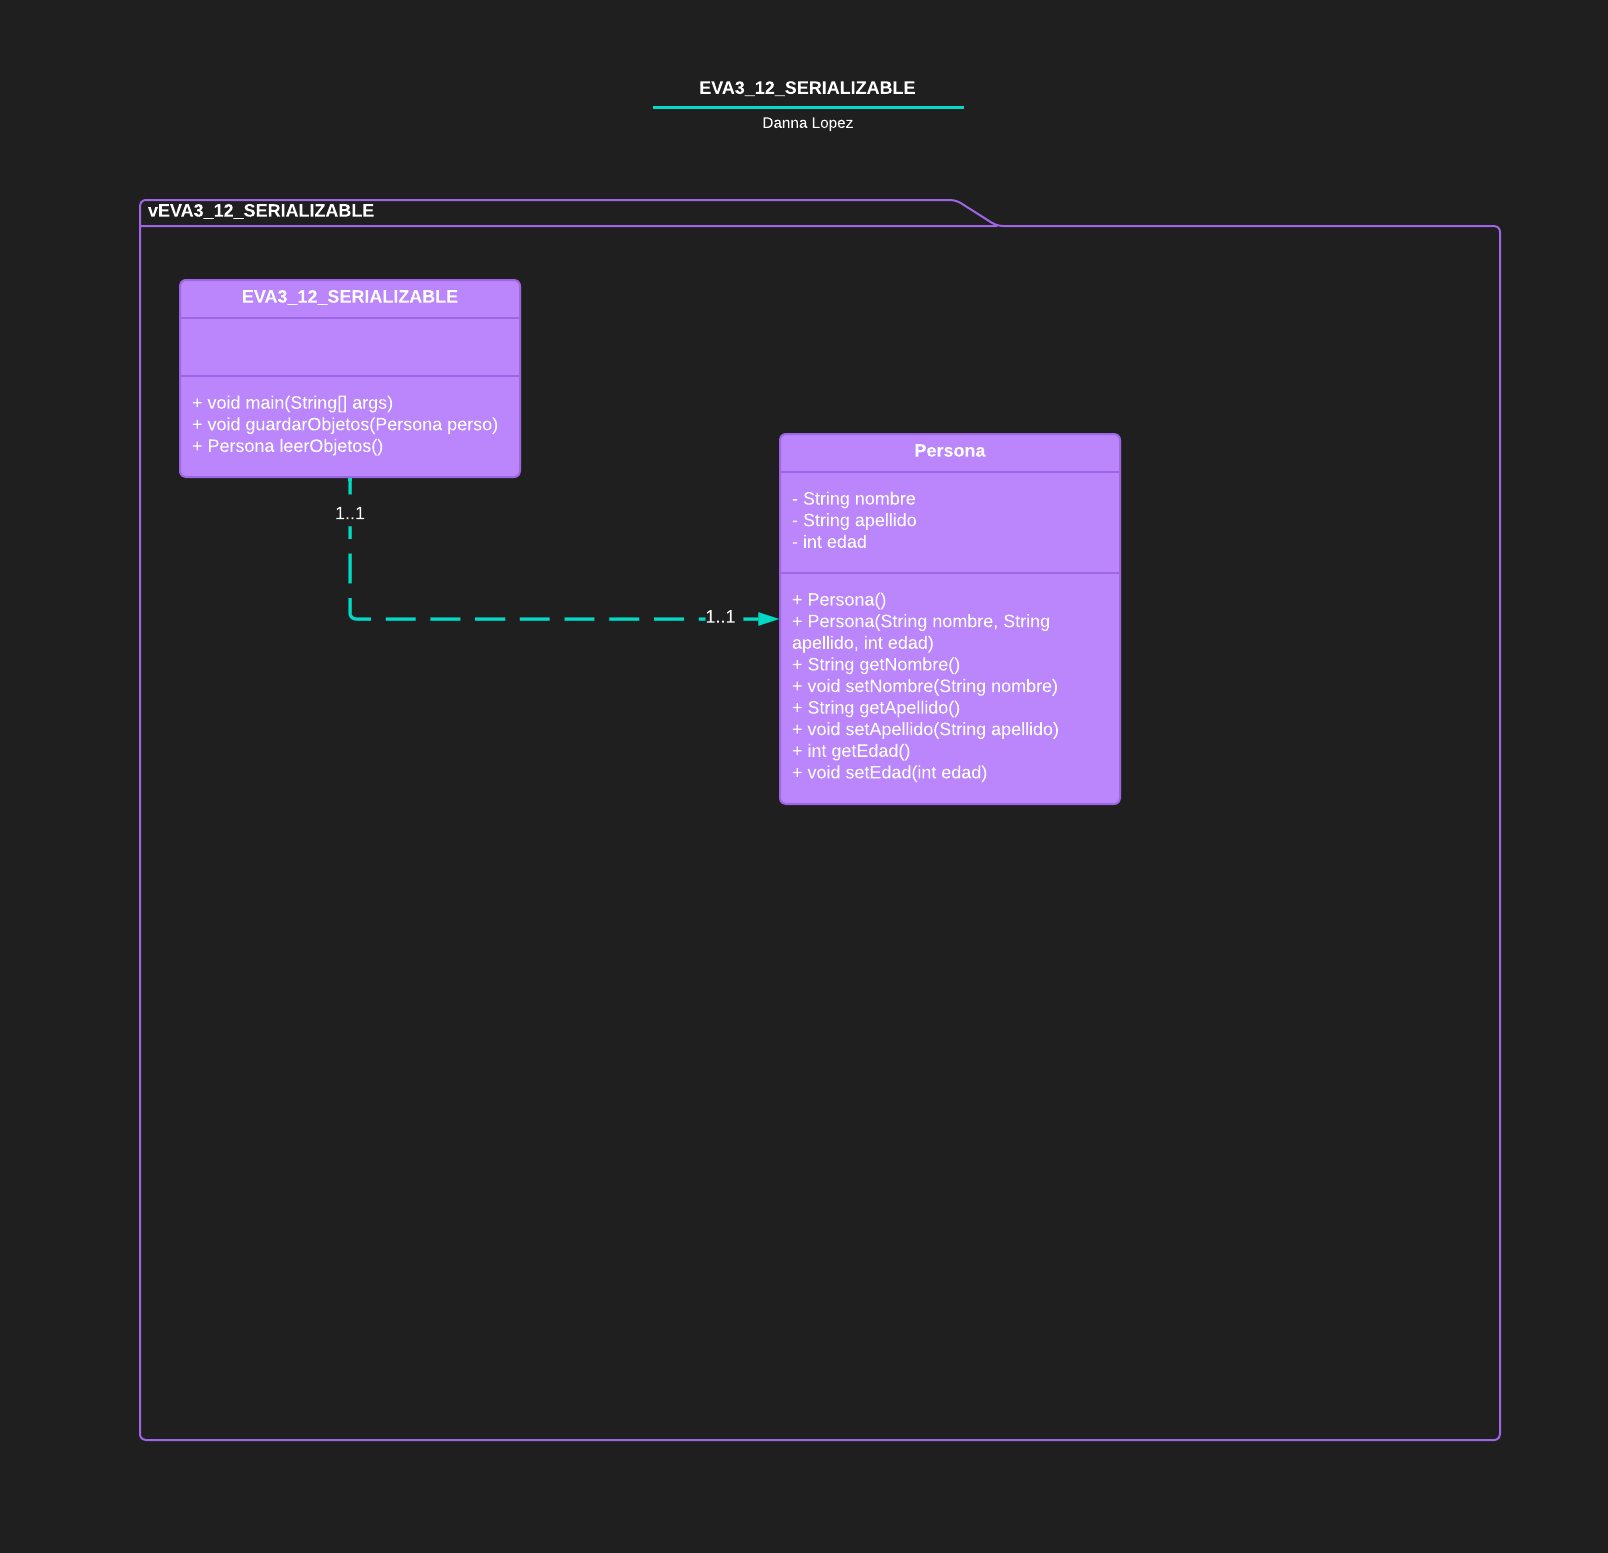 EVA3_12_SERIALIZABLE
Danna Lopez
vEVA3_12_SERIALIZABLE
EVA3_12_SERIALIZABLE
+ void main(String[] args)
+ void guardarObjetos(Persona perso)
+ Persona leerObjetos()
1..1
1..1
Persona
- String nombre
- String apellido
- int edad
+ Persona()
+ Persona(String nombre, String
apellido, int edad)
+ String getNombre()
+ void setNombre(String nombre)
+ String getApellido()
+ void setApellido(String apellido)
+ int getEdad()
+ void setEdad(int edad)